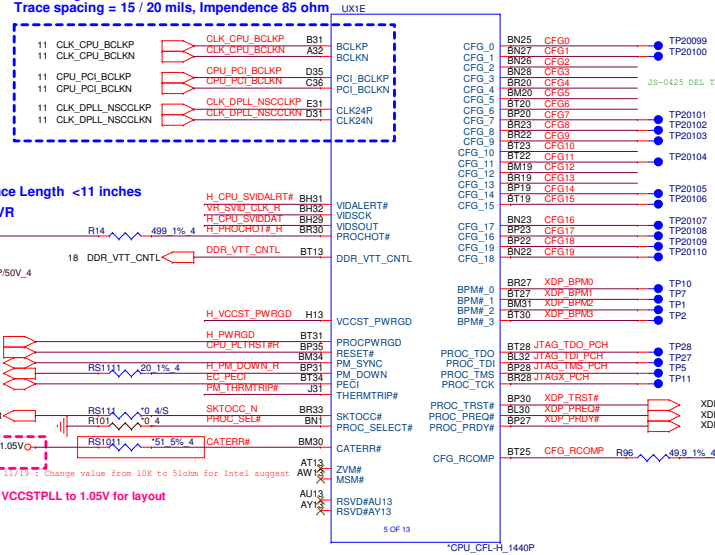 Trace spacing = 15 / 20 mils, Impendence 85 ohm
UX1E
11 CLK_CPU_BCLKP CLK_CPU_BCLKP B31 BCLKP
11 CLK_CPU_BCLKN CLK_CPU_BCLKN A32 BCLKN
11 CPU_PCI_BCLKP CPU_PCI_BCLKP D35 PCI_BCLKP
11 CPU_PCI_BCLKN CPU_PCI_BCLKN C36 PCI_BCLKN
11 CLK_DPLL_NSCCLKP CLK_DPLL_NSCCLKP E31 CLK24P
11 CLK_DPLL_NSCCLKN CLK_DPLL_NSCCLKN D31 CLK24N
ace Length <11 inches
VR
H_CPU_SVIDALRT# BH31 VIDALERT#
VR_SVID_CLK_R BH32 VIDSCK
H_CPU_SVIDDAT BH29 VIDSOUT
R14 499_1%_4 H_PROCHOT#_R BR30 PROCHOT#
18 DDR_VTT_CNTL DDR_VTT_CNTL BT13 DDR_VTT_CNTL
P/50V_4
H_VCCST_PWRGD H13 VCCST_PWRGD
H_PWRGD BT31 PROCPWRGD
CPU_PLTRST#R BP35 RESET#
BM34 PM_SYNC
RS1111 20_1%_4 H_PM_DOWN_R BP31 PM_DOWN
EC_PECI BT34 PECI
PM_THRMTRIP# J31 THERMTRIP#
RS111 *0_4/S SKTOCC_N BR33 SKTOCC#
R101 *0_4 PROC_SEL# BN1 PROC_SELECT#
1.05V RS1011 *51_5%_4 CATERR# BM30 CATERR#
11/19 : Change value from 10K to 51ohm for Intel suggest
AT13 ZVM#
AW13 MSM#
VCCSTPLL to 1.05V for layout
AU13 RSVD#AU13
AY13 RSVD#AY13
CFG_0 BN25 CFG0 TP20099
CFG_1 BN27 CFG1 TP20100
CFG_2 BN26 CFG2
CFG_3 BN28 CFG3
CFG_4 BR20 CFG4
JS-0425 DEL T
CFG_5 BM20 CFG5
CFG_6 BT20 CFG6
CFG_7 BP20 CFG7 TP20101
CFG_8 BR23 CFG8 TP20102
CFG_9 BR22 CFG9 TP20103
CFG_10 BT23 CFG10
CFG_11 BT22 CFG11 TP20104
CFG_12 BM19 CFG12
CFG_13 BR19 CFG13
CFG_14 BP19 CFG14 TP20105
CFG_15 BT19 CFG15 TP20106
CFG_17 BN23 CFG16 TP20107
CFG_16 BP23 CFG17 TP20108
CFG_19 BP22 CFG18 TP20109
CFG_18 BN22 CFG19 TP20110
BPM#_0 BR27 XDP_BPM0 TP10
BPM#_1 BT27 XDP_BPM1 TP7
BPM#_2 BM31 XDP_BPM2 TP1
BPM#_3 BT30 XDP_BPM3 TP2
PROC_TDO BT28 JTAG_TDO_PCH TP28
PROC_TDI BL32 JTAG_TDI_PCH TP27
PROC_TMS BP28 JTAG_TMS_PCH TP5
PROC_TCK BR28 JTAGX_PCH TP11
PROC_TRST# BP30 XDP_TRST# XD
PROC_PREQ# BL30 XDP_PREQ# XD
PROC_PRDY# BP27 XDP_PRDY# XD
CFG_RCOMP BT25 CFG_RCOMP R96 49.9_1%_4
5 OF 13
*CPU_CFL-H_1440P